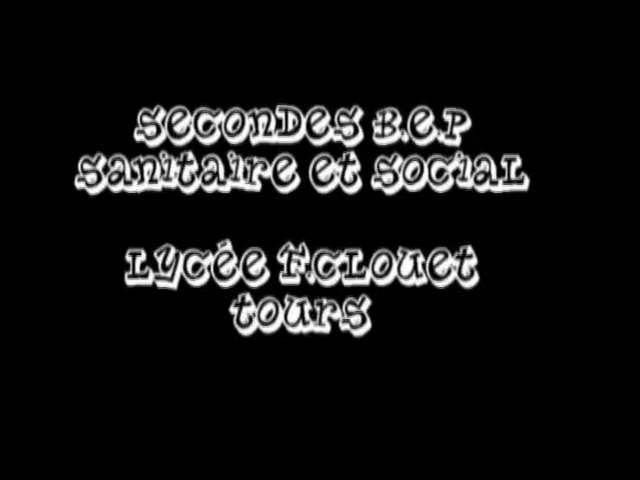 Secondes B.E.P
Sanitaire et Social
Lycée F.Clouet
Tours